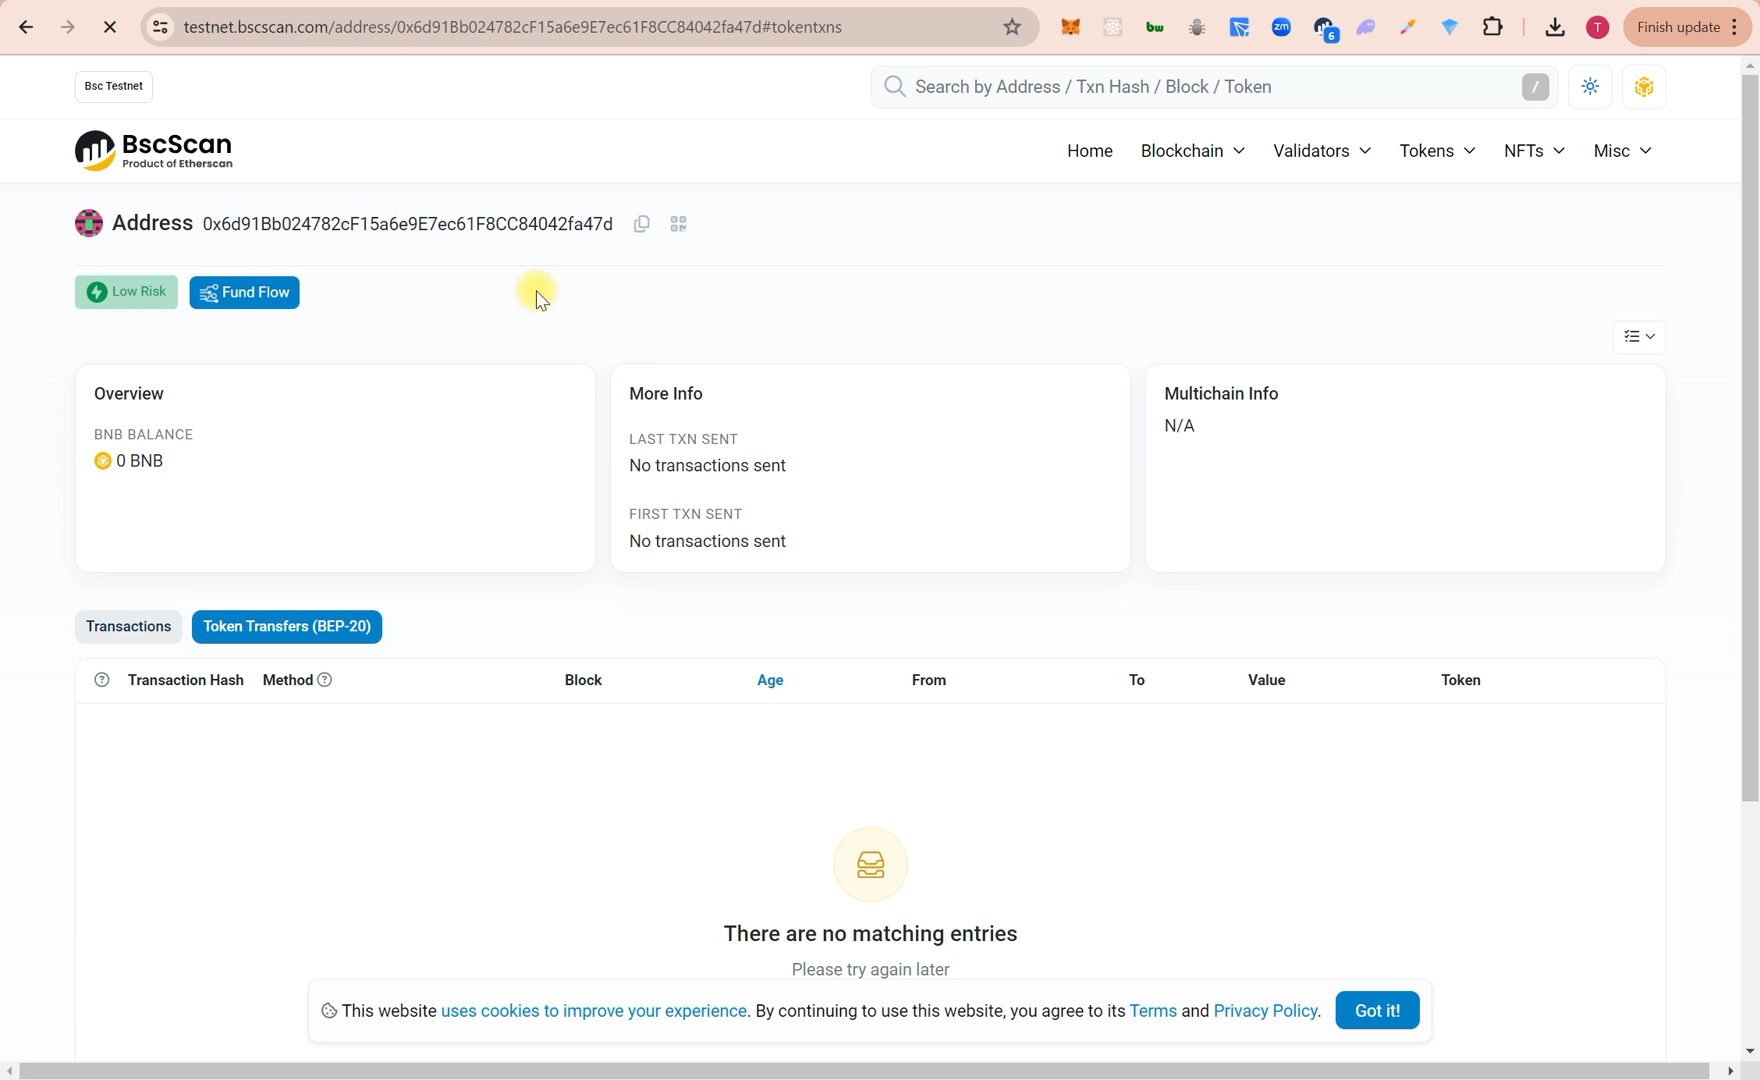 testnet.bscscan.com/address/0x6d91Bb024782cF15a6e9E7ec61F8CC84042fa47d#tokentxns
bw
zm
6
T
Finish update
Bsc Testnet
Search by Address / Txn Hash / Block / Token
/
BscScan
Product of Etherscan
Home
Blockchain
Validators
Tokens
NFTs
Misc
Address 0x6d91Bb024782cF15a6e9E7ec61F8CC84042fa47d
Low Risk
Fund Flow
Overview
BNB BALANCE
0 BNB
More Info
LAST TXN SENT
No transactions sent
FIRST TXN SENT
No transactions sent
Multichain Info
N/A
Transactions
Token Transfers (BEP-20)
? Transaction Hash Method ? Block Age From To Value Token
There are no matching entries
Please try again later
This website uses cookies to improve your experience. By continuing to use this website, you agree to its Terms and Privacy Policy.
Got it!